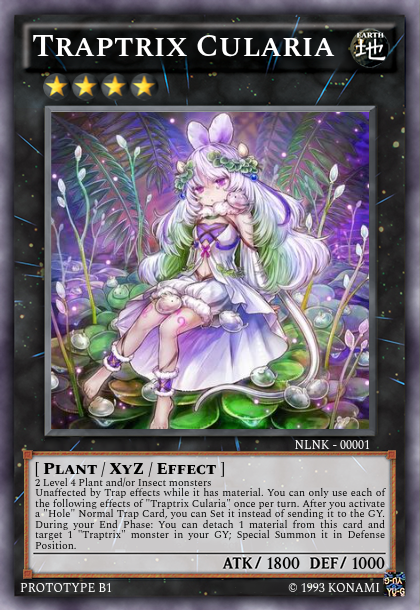 TRAPTRIX CULARIA
EARTH
地
NLNK - 00001
[ PLANT / XYZ / EFFECT ]
2 Level 4 Plant and/or Insect monsters
Unaffected by Trap effects while it has material. You can only use each of
the following effects of "Traptrix Cularia" once per turn. After you activate
a "Hole" Normal Trap Card, you can Set it instead of sending it to the GY.
During your End Phase: You can detach 1 material from this card and
target 1 "Traptrix" monster in your GY; Special Summon it in Defense
Position.
ATK / 1800 DEF / 1000
PROTOTYPE B1
© 1993 KONAMI